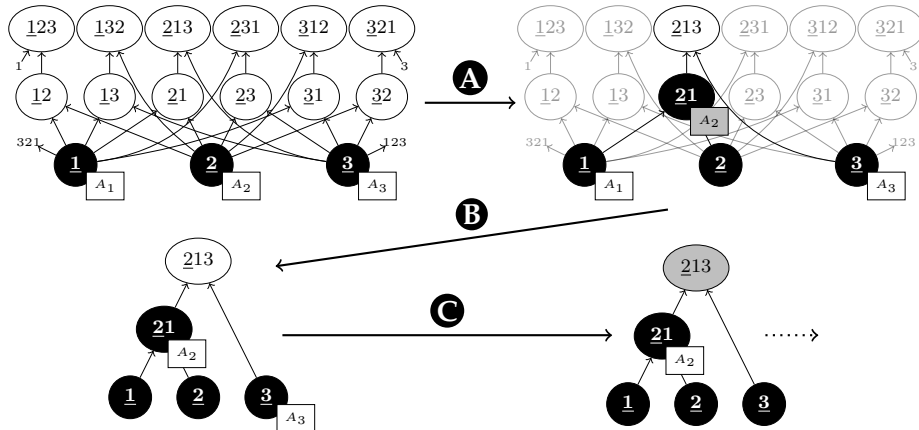 123 132 213 231 312 321 213 123 132 231 312 321
1 3 1 3
A
12 13 21 23 31 32 21 12 13 23 31 32
A₂
321 123 321 123
1 2 3 1 2 3
A₁ A₂ A₃ A₁ A₃
B
213 213
C
21 21
A₂ A₂
1 2 3 1 2 3
A₃